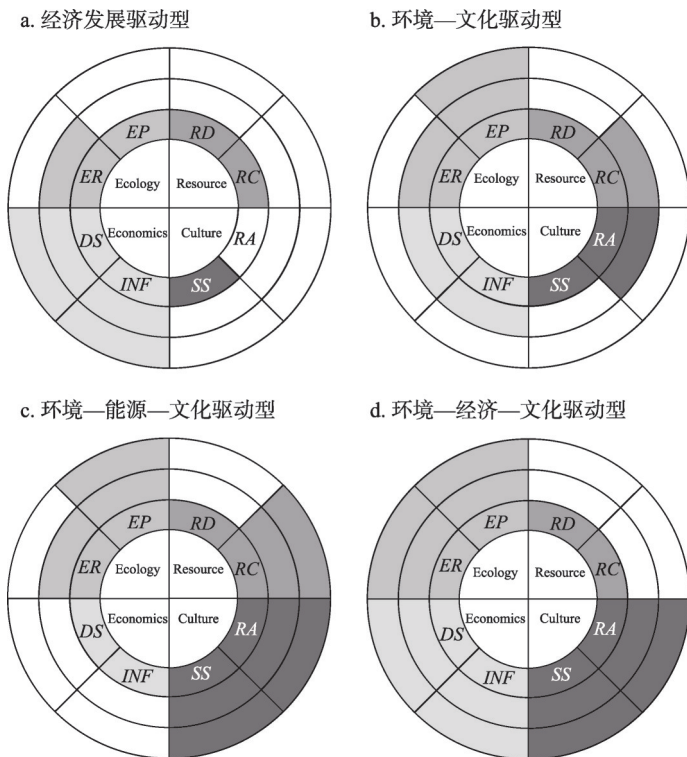 a. 经济发展驱动型
b. 环境—文化驱动型
EP RD
ER RC
Ecology Resource
Economics Culture
DS RA
INF SS
EP RD
ER RC
Ecology Resource
Economics Culture
DS RA
INF SS
c. 环境—能源—文化驱动型
d. 环境—经济—文化驱动型
EP RD
ER RC
Ecology Resource
Economics Culture
DS RA
INF SS
EP RD
ER RC
Ecology Resource
Economics Culture
DS RA
INF SS